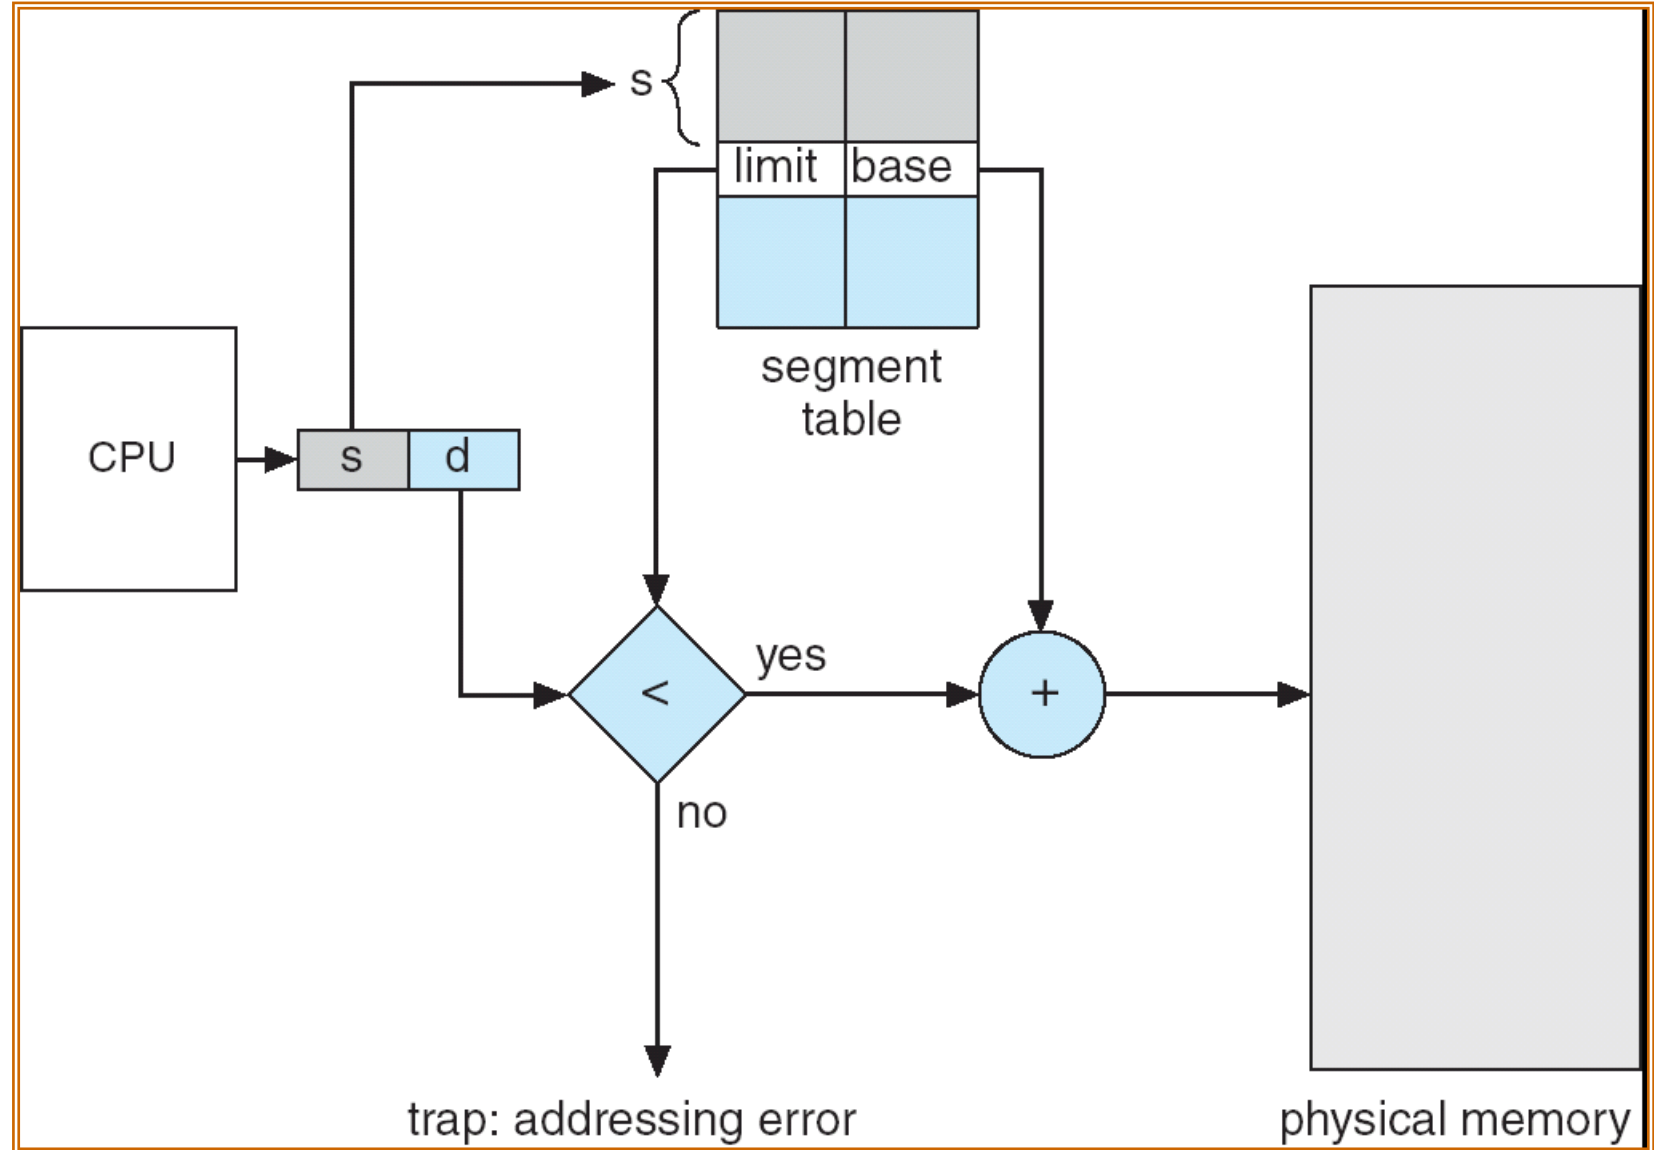 s
limit base
segment
table
CPU
s d
<
yes
+
no
trap: addressing error
physical memory